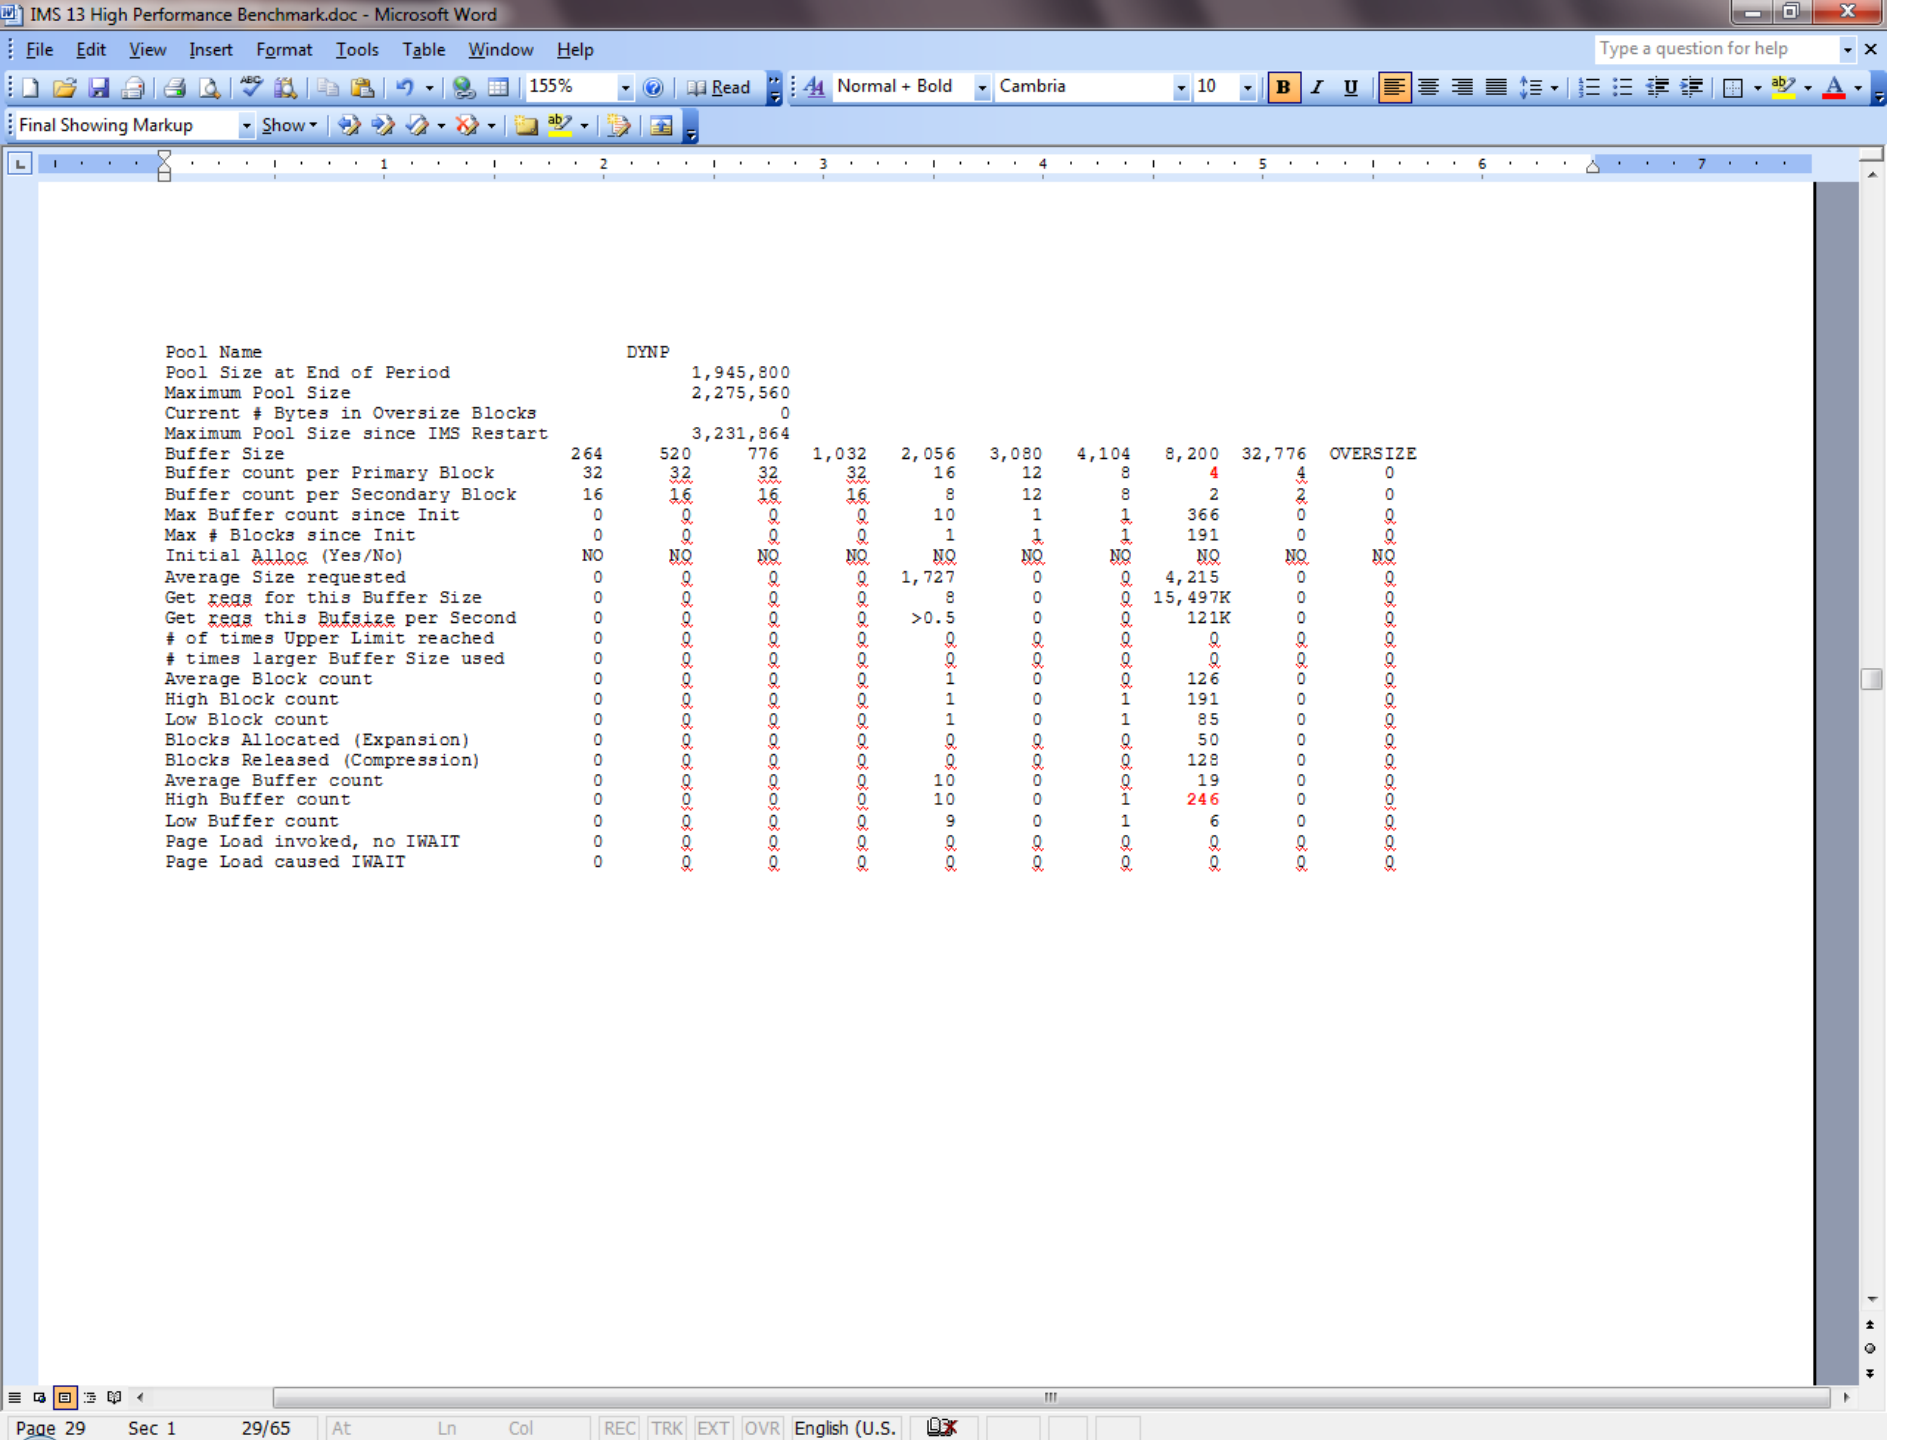 IMS 13 High Performance Benchmark.doc - Microsoft Word
File Edit View Insert Format Tools Table Window Help Type a question for help
155% Read Normal + Bold Cambria 10 B I U A
Final Showing Markup Show
1 2 3 4 5 6 7
Pool Name DYNP
Pool Size at End of Period 1,945,800
Maximum Pool Size 2,275,560
Current # Bytes in Oversize Blocks 0
Maximum Pool Size since IMS Restart 3,231,864
Buffer Size 264 520 776 1,032 2,056 3,080 4,104 8,200 32,776 OVERSIZE
Buffer count per Primary Block 32 32 32 32 16 12 8 4 4 0
Buffer count per Secondary Block 16 16 16 16 8 12 8 2 2 0
Max Buffer count since Init 0 0 0 0 10 1 1 366 0 0
Max # Blocks since Init 0 0 0 0 1 1 1 191 0 0
Initial Alloc (Yes/No) NO NO NO NO NO NO NO NO NO NO
Average Size requested 0 0 0 0 1,727 0 0 4,215 0 0
Get reqs for this Buffer Size 0 0 0 0 8 0 0 15,497K 0 0
Get reqs this Bufsize per Second 0 0 0 0 >0.5 0 0 121K 0 0
# of times Upper Limit reached 0 0 0 0 0 0 0 0 0 0
# times larger Buffer Size used 0 0 0 0 0 0 0 0 0 0
Average Block count 0 0 0 0 1 0 0 126 0 0
High Block count 0 0 0 0 1 0 1 191 0 0
Low Block count 0 0 0 0 1 0 1 85 0 0
Blocks Allocated (Expansion) 0 0 0 0 0 0 0 50 0 0
Blocks Released (Compression) 0 0 0 0 0 0 0 128 0 0
Average Buffer count 0 0 0 0 10 0 0 19 0 0
High Buffer count 0 0 0 0 10 0 1 246 0 0
Low Buffer count 0 0 0 0 9 0 1 6 0 0
Page Load invoked, no IWAIT 0 0 0 0 0 0 0 0 0 0
Page Load caused IWAIT 0 0 0 0 0 0 0 0 0 0
Page 29 Sec 1 29/65 At Ln Col REC TRK EXT OVR English (U.S.